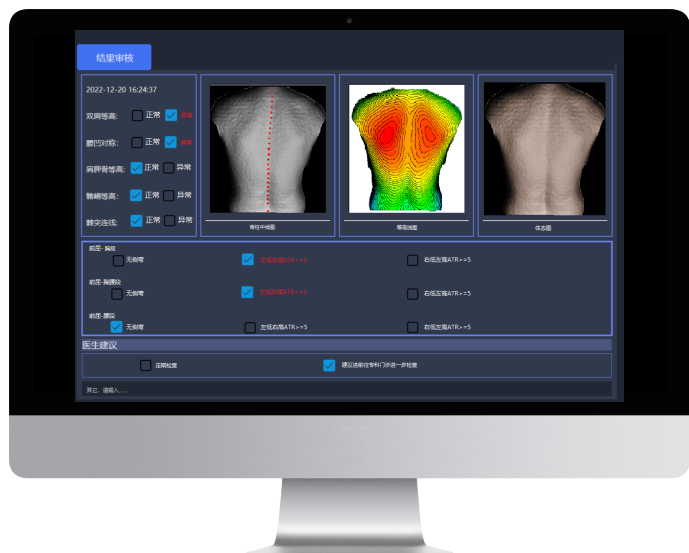 结果审核
2022-12-20 16:24:37
双肩等高: 正常 异常
腰凹对称: 正常 异常
肩胛骨等高: 正常 异常
髂嵴等高: 正常 异常
棘突连线: 正常 异常
脊柱中线图
等高线图
体态图
前屈-胸段
无侧弯 左低右高ATR>=5 右低左高ATR>=5
前屈-胸腰段
无侧弯 左低右高ATR>=5 右低左高ATR>=5
前屈-腰段
无侧弯 左低右高ATR>=5 右低左高ATR>=5
医生建议
定期检查 建议送前往专科门诊进一步检查
其它，请输入......